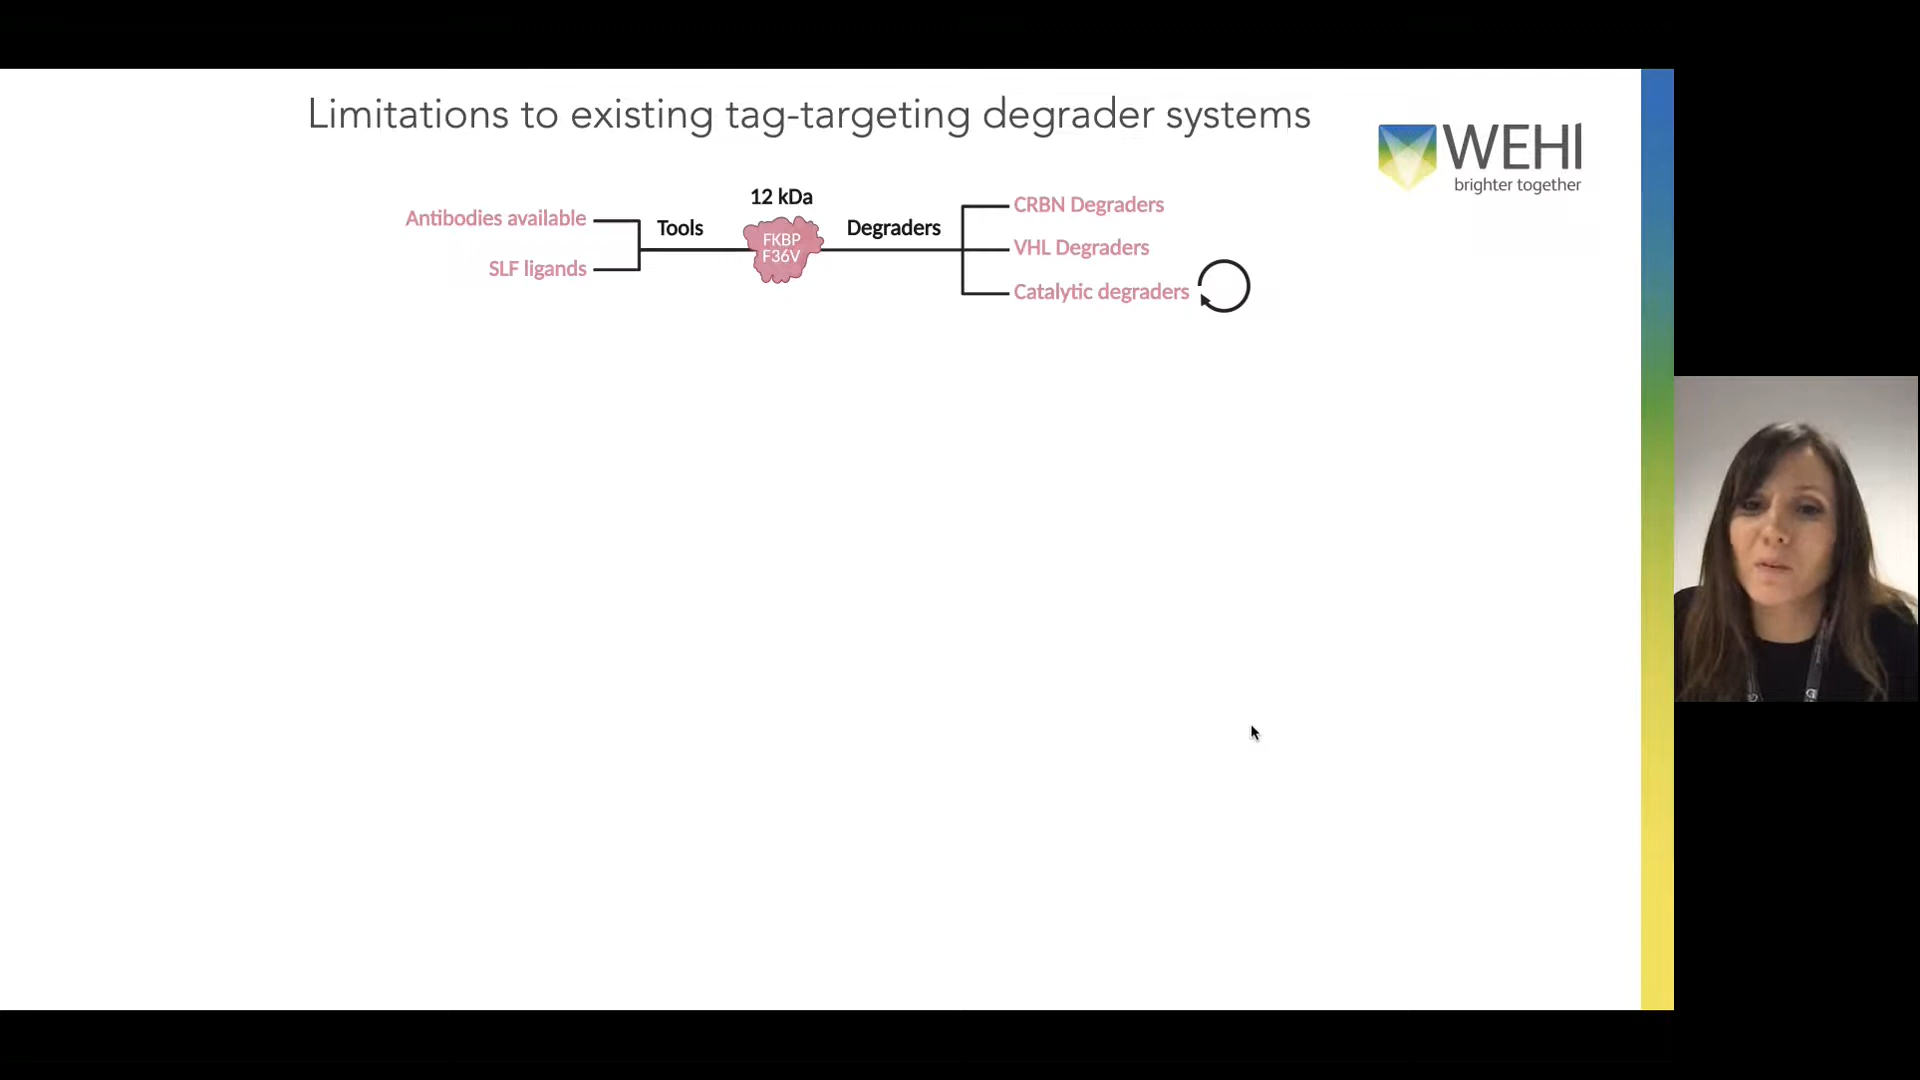 Limitations to existing tag-targeting degrader systems
WEHI
brighter together
12 kDa
Antibodies available
SLF ligands
Tools
FKBP
F36V
Degraders
CRBN Degraders
VHL Degraders
Catalytic degraders